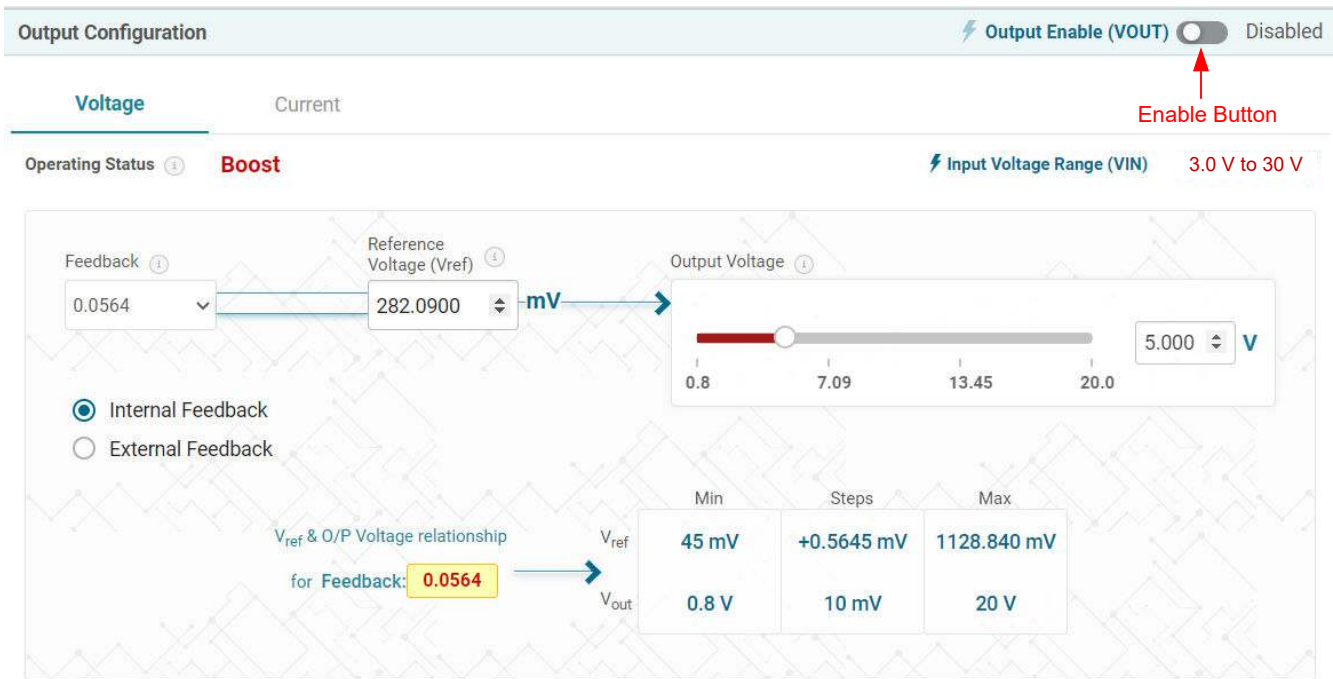 Output Configuration
Output Enable (VOUT) Disabled
Enable Button
Voltage Current
Operating Status Boost Input Voltage Range (VIN) 3.0 V to 30 V
Feedback
Reference
Voltage (Vref)
Output Voltage
0.0564 282.0900 mV
5.000 V
0.8 7.09 13.45 20.0
Internal Feedback
External Feedback
Min Steps Max
Vref & O/P Voltage relationship
for Feedback: 0.0564
Vref 45 mV +0.5645 mV 1128.840 mV
Vout 0.8 V 10 mV 20 V